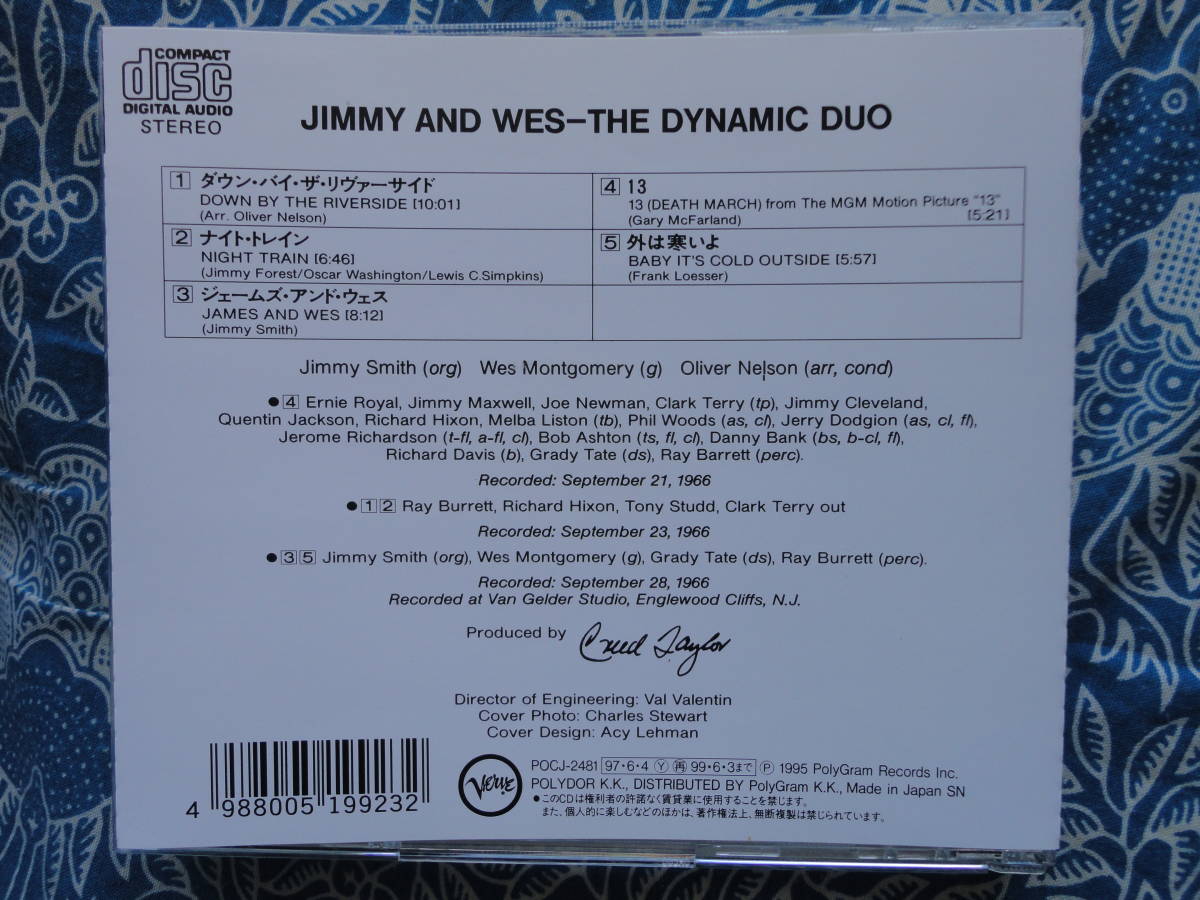 COMPACT
disc
DIGITAL AUDIO
STEREO
JIMMY AND WES–THE DYNAMIC DUO
1 ダウン・バイ・ザ・リヴァーサイド
DOWN BY THE RIVERSIDE [10:01]
(Arr. Oliver Nelson)
2 ナイト・トレイン
NIGHT TRAIN [6:46]
(Jimmy Forest/Oscar Washington/Lewis C.Simpkins)
3 ジェームズ・アンド・ウェス
JAMES AND WES [8:12]
(Jimmy Smith)
4 13
13 (DEATH MARCH) from The MGM Motion Picture "13"
(Gary McFarland) [5:21]
5 外は寒いよ
BABY IT'S COLD OUTSIDE [5:57]
(Frank Loesser)
Jimmy Smith (org) Wes Montgomery (g) Oliver Nelson (arr, cond)
●4 Ernie Royal, Jimmy Maxwell, Joe Newman, Clark Terry (tp), Jimmy Cleveland,
Quentin Jackson, Richard Hixon, Melba Liston (tb), Phil Woods (as, cl), Jerry Dodgion (as, cl, fl),
Jerome Richardson (t-fl, a-fl, cl), Bob Ashton (ts, fl, cl), Danny Bank (bs, b-cl, fl),
Richard Davis (b), Grady Tate (ds), Ray Barrett (perc).
Recorded: September 21, 1966
●1 2 Ray Burrett, Richard Hixon, Tony Studd, Clark Terry out
Recorded: September 23, 1966
●3 5 Jimmy Smith (org), Wes Montgomery (g), Grady Tate (ds), Ray Burrett (perc).
Recorded: September 28, 1966
Recorded at Van Gelder Studio, Englewood Cliffs, N.J.
Produced by Creed Taylor
Director of Engineering: Val Valentin
Cover Photo: Charles Stewart
Cover Design: Acy Lehman
4 988005 199232
Verve
POCJ-2481 97・6・4 Ⓨ ㊞再 99・6・3まで Ⓟ 1995 PolyGram Records Inc.
POLYDOR K.K., DISTRIBUTED BY PolyGram K.K., Made in Japan SN
●このCDは権利者の許諾なく賃貸業に使用することを禁じます。
また、個人的に楽しむなどのほかは、著作権法上、無断複製は禁じられています。